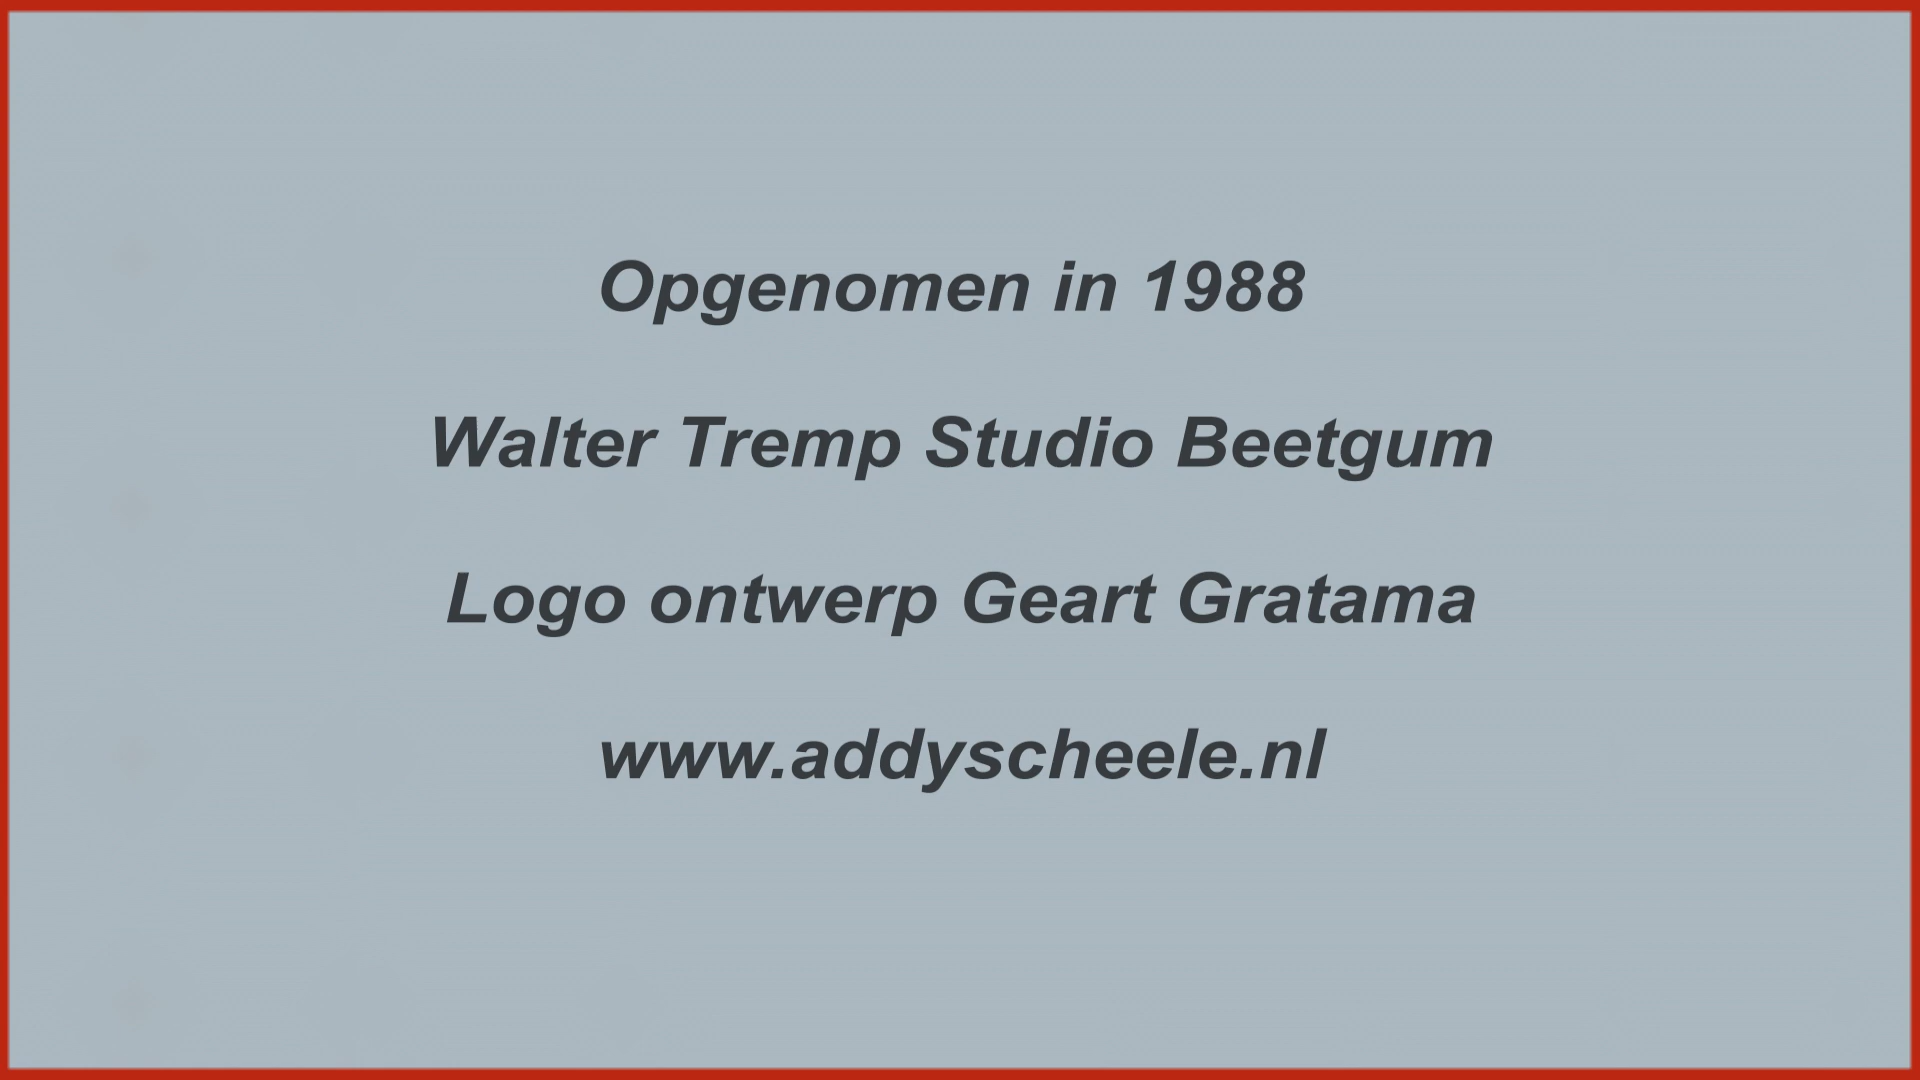 Opgenomen in 1988
Walter Tremp Studio Beetgum
Logo ontwerp Geart Gratama
www.addyscheele.nl